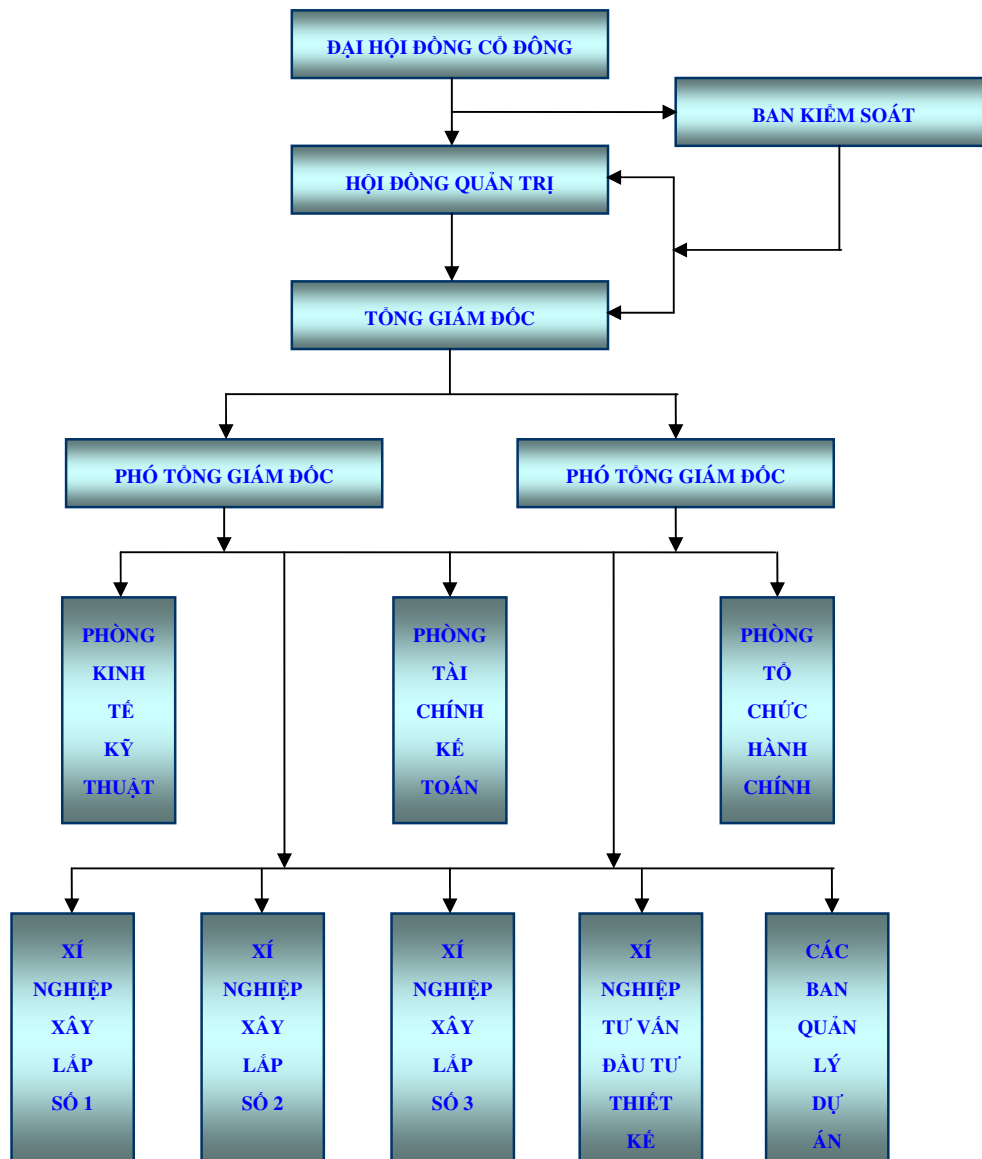 ĐẠI HỘI ĐỒNG CỔ ĐÔNG
BAN KIỂM SOÁT
HỘI ĐỒNG QUẢN TRỊ
TỔNG GIÁM ĐỐC
PHÓ TỔNG GIÁM ĐỐC
PHÓ TỔNG GIÁM ĐỐC
PHÒNG
KINH
TẾ
KỸ
THUẬT
PHÒNG
TÀI
CHÍNH
KẾ
TOÁN
PHÒNG
TỔ
CHỨC
HÀNH
CHÍNH
XÍ
NGHIỆP
XÂY
LẮP
SỐ 1
XÍ
NGHIỆP
XÂY
LẮP
SỐ 2
XÍ
NGHIỆP
XÂY
LẮP
SỐ 3
XÍ
NGHIỆP
TƯ VẤN
ĐẦU TƯ
THIẾT
KẾ
CÁC
BAN
QUẢN
LÝ
DỰ
ÁN